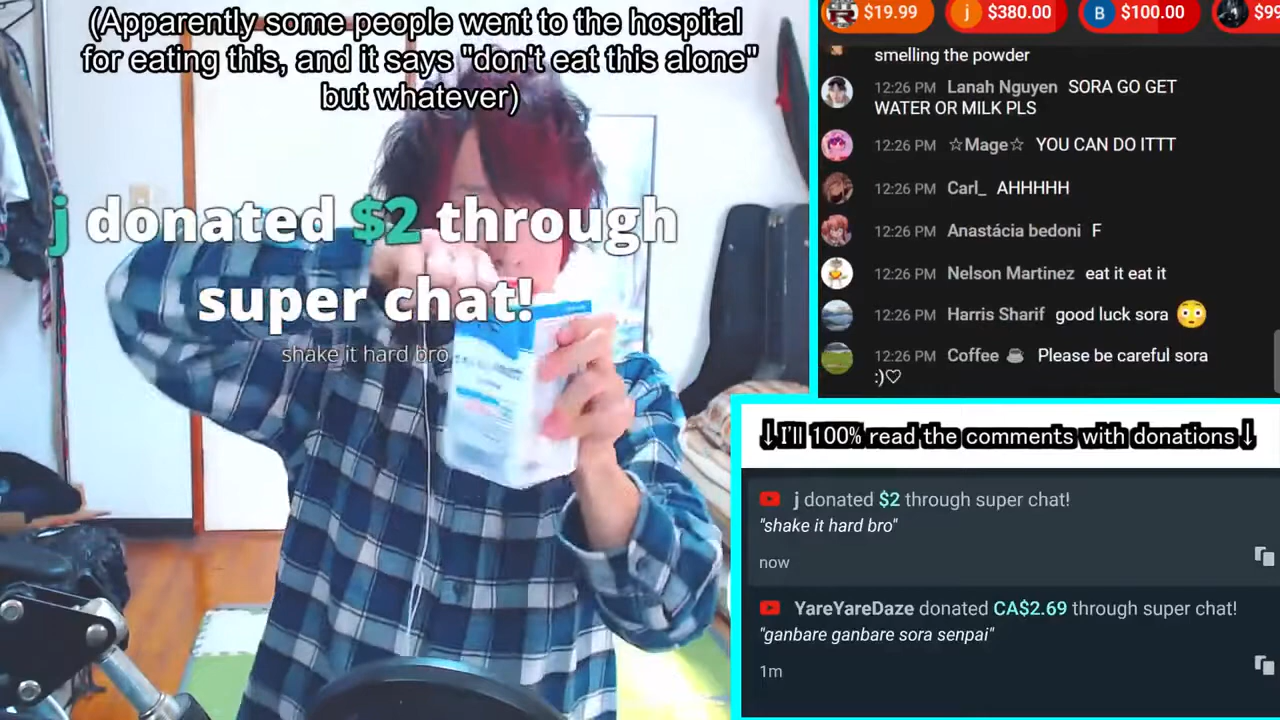 (Apparently some people went to the hospital
for eating this, and it says "don't eat this alone"
but whatever)
j donated $2 through
super chat!
shake it hard bro
$19.99
j $380.00
B $100.00
smelling the powder
12:26 PM Lanah Nguyen SORA GO GET
WATER OR MILK PLS
12:26 PM ☆Mage☆ YOU CAN DO ITTT
12:26 PM Carl_ AHHHHH
12:26 PM Anastácia bedoni F
12:26 PM Nelson Martinez eat it eat it
12:26 PM Harris Sharif good luck sora 😳
12:26 PM Coffee ☕ Please be careful sora
:)♡
↓I'll 100% read the comments with donations↓
j donated $2 through super chat!
"shake it hard bro"
now
YareYareDaze donated CA$2.69 through super chat!
"ganbare ganbare sora senpai"
1m